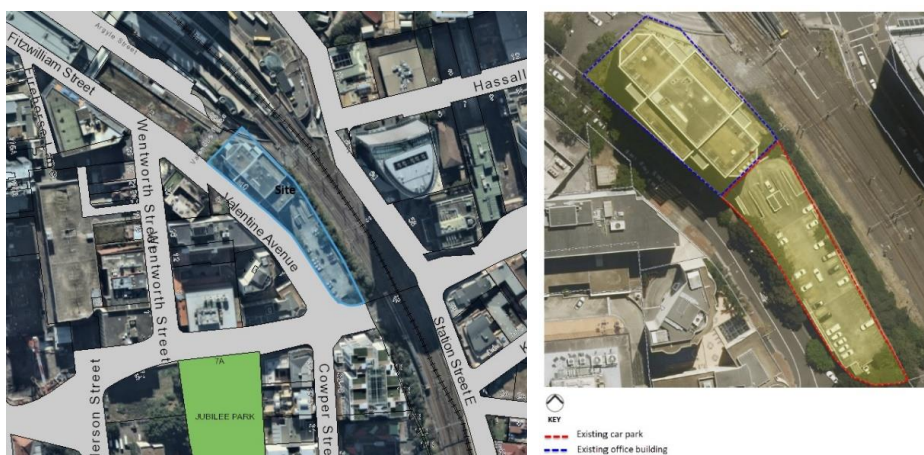 Argyle Street
Fitzwilliam Street
Hassall
Wentworth Street
Wentworth Street
Site
Valentine Avenue
7A
JUBILEE PARK
Cowper Stre
Station Street E
erson Street
KEY
Existing car park
Existing office building